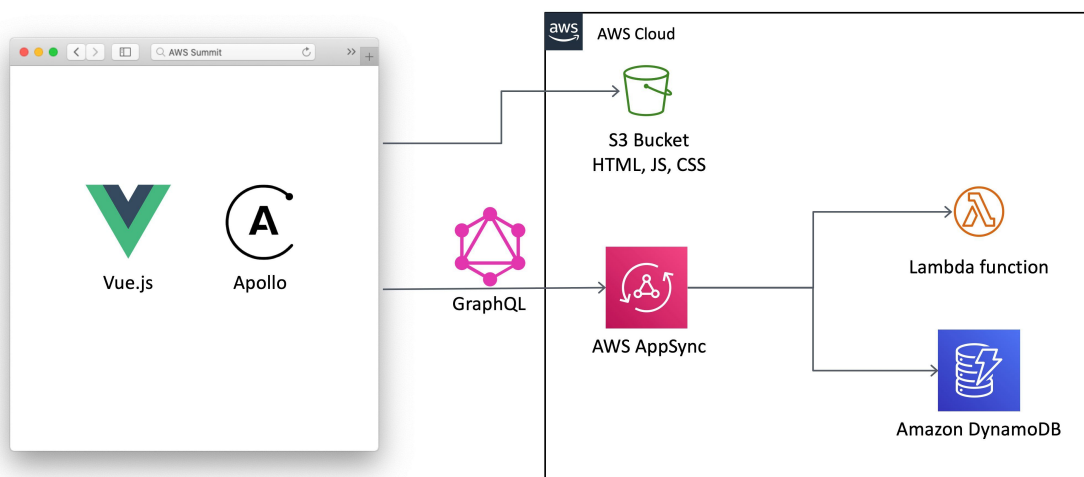 AWS Summit
aws
AWS Cloud
S3 Bucket
HTML, JS, CSS
Vue.js
A
Apollo
GraphQL
AWS AppSync
Lambda function
Amazon DynamoDB